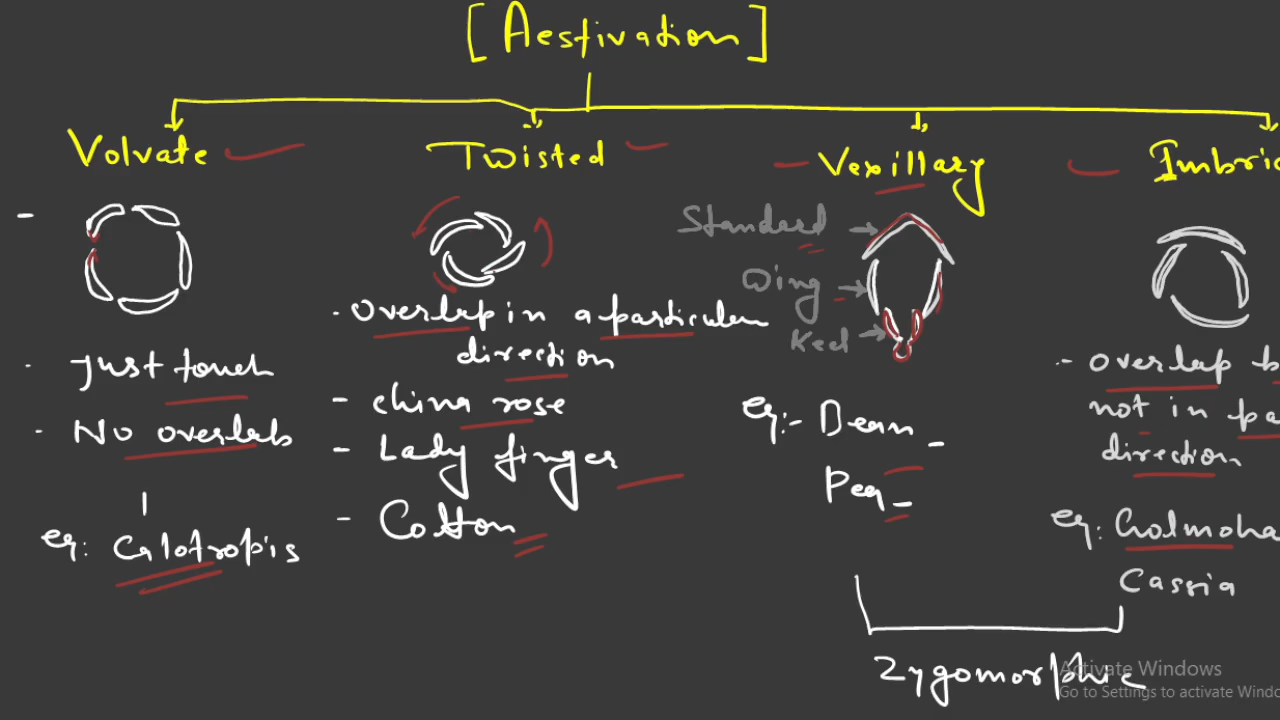 [Aestivation]
Volvate
Twisted
Vexillary
Imbric
Standard
Wing
Keel
- Just touch
- No overlab
eg: Calotropis
- Overlap in a particular
direction
- China rose
- Lady finger
- Cotton
eg:- Bean
Pea
- Overlap b
not in pa
direction
eg: Golmoha
Cassia
Zygomorphic
Activate Windows
Go to Settings to activate Windo